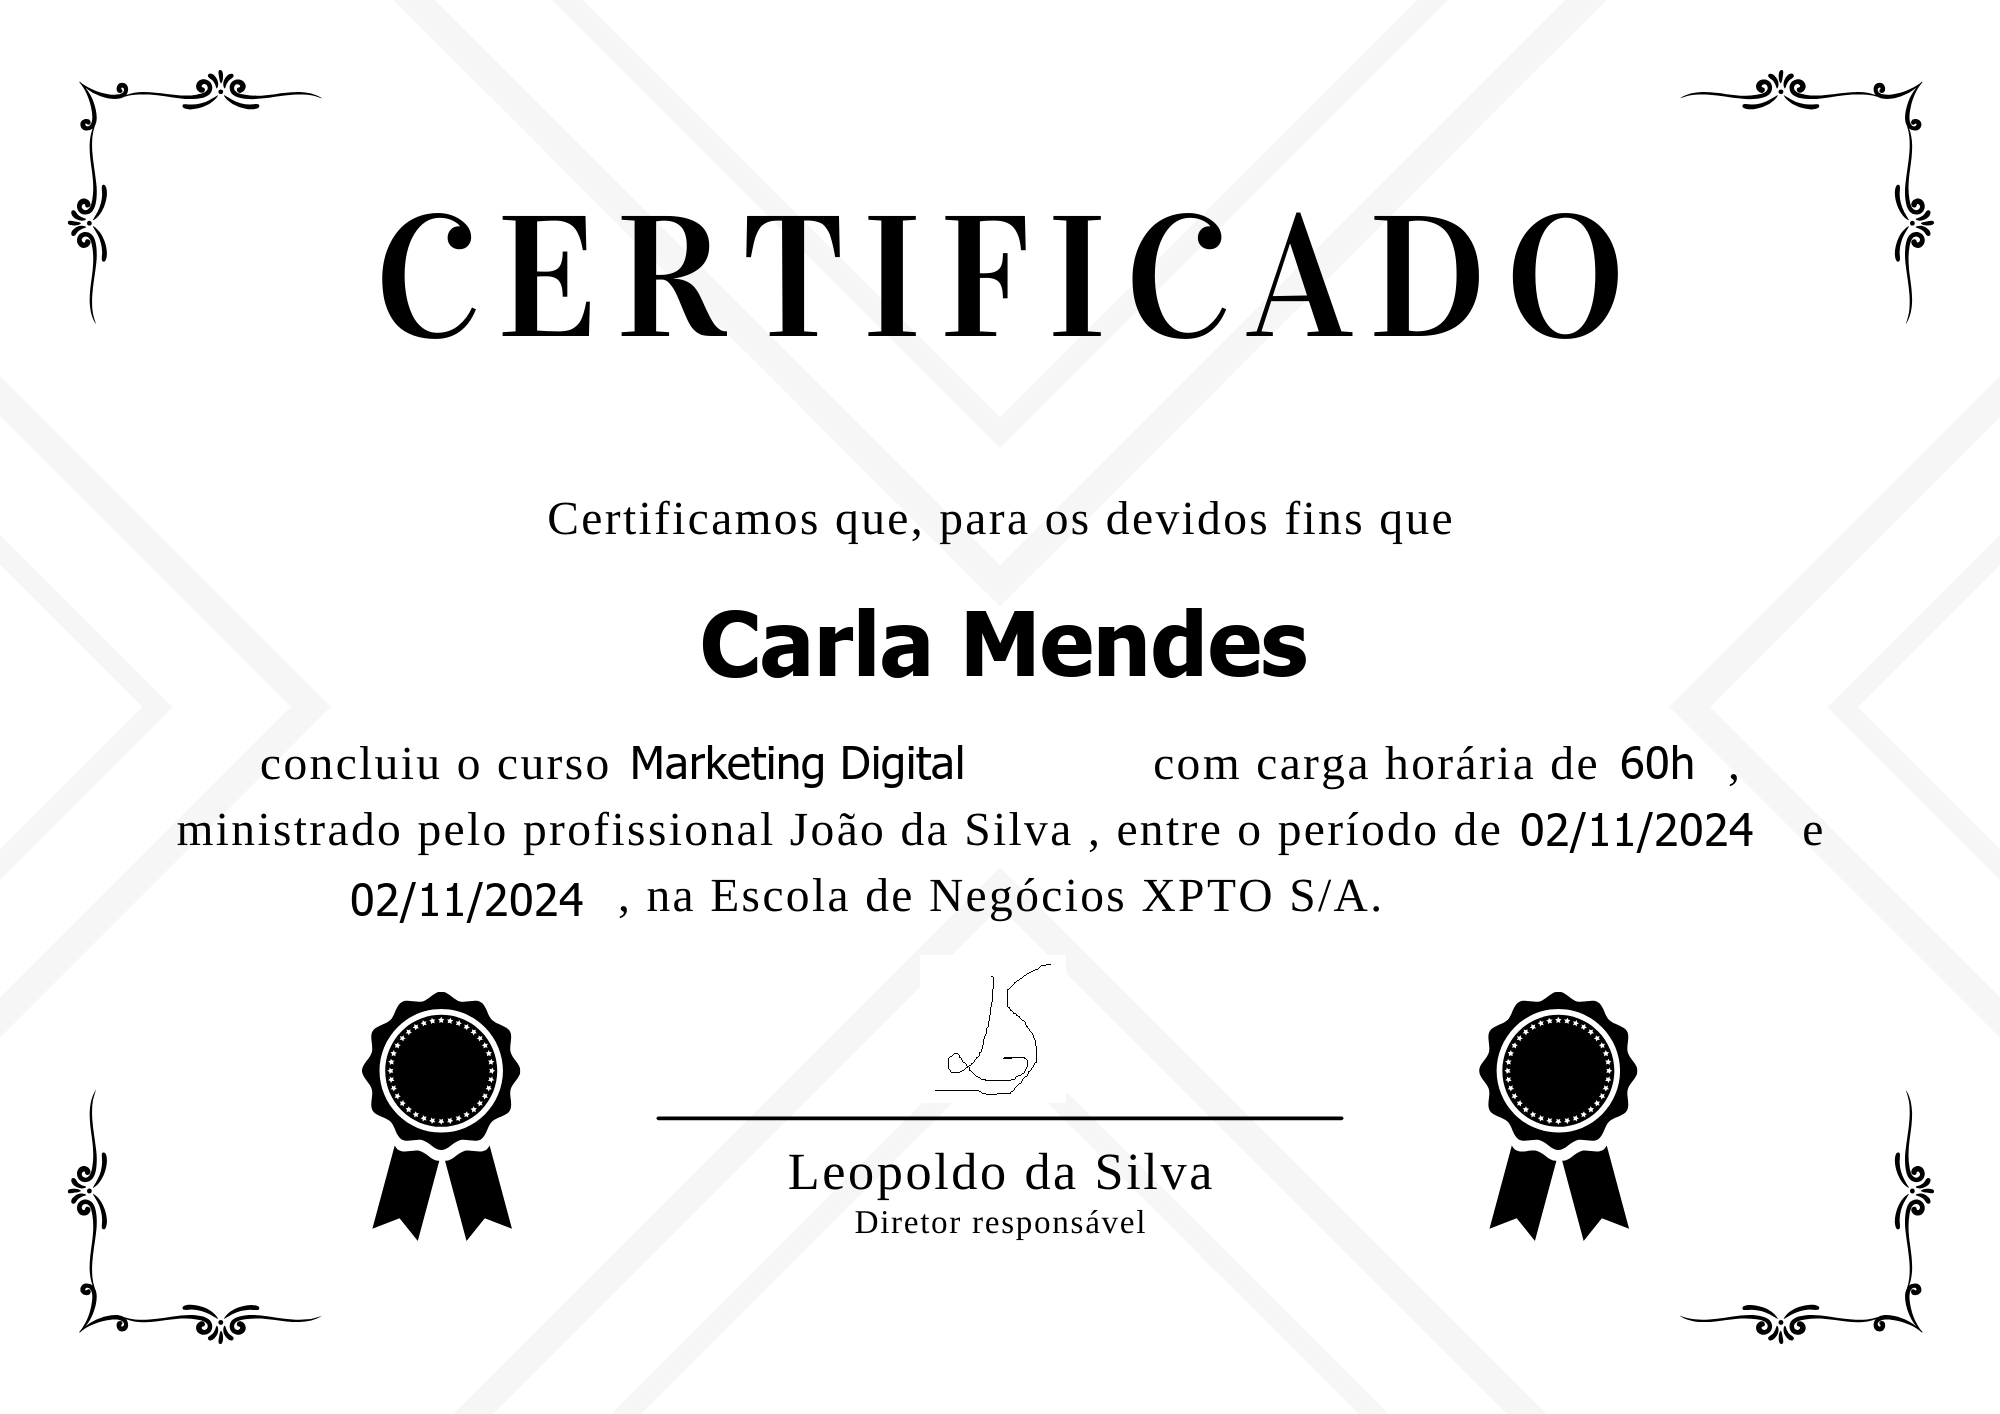 CERTIFICADO
Certificamos que, para os devidos fins que
Carla Mendes
concluiu o curso Marketing Digital com carga horária de 60h ,
ministrado pelo profissional João da Silva , entre o período de 02/11/2024 e
02/11/2024 , na Escola de Negócios XPTO S/A.
Leopoldo da Silva
Diretor responsável